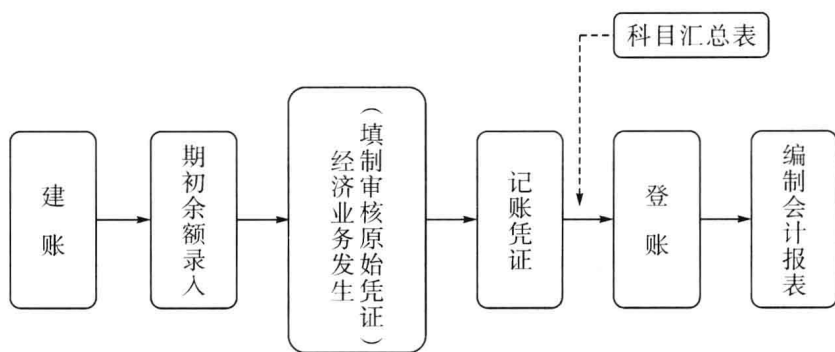 科目汇总表
建账
期初余额录入
经济业务发生
（填制审核原始凭证）
记账凭证
登账
编制会计报表